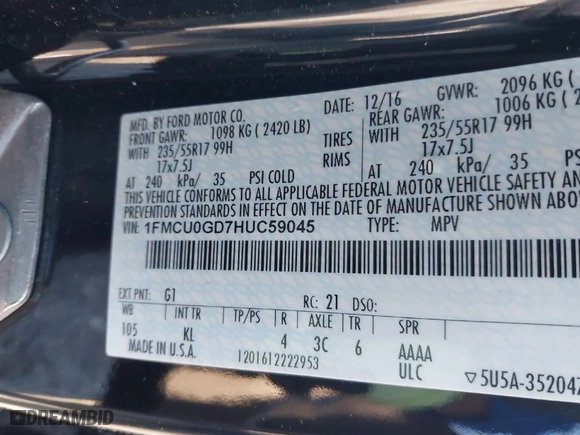 MFD. BY FORD MOTOR CO.
DATE: 12/16 GVWR: 2096 KG (
FRONT GAWR: 1098 KG ( 2420 LB) REAR GAWR: 1006 KG (
WITH 235/55R17 99H TIRES WITH 235/55R17 99H
17x7.5J RIMS 17x7.5J
AT 240 kPa/ 35 PSI COLD AT 240 kPa/ 35
THIS VEHICLE CONFORMS TO ALL APPLICABLE FEDERAL MOTOR VEHICLE SAFETY AND
PREVENTION STANDARDS IN EFFECT ON THE DATE OF MANUFACTURE SHOWN ABOVE
VIN: 1FMCU0GD7HUC59045 TYPE: MPV
EXT PNT: G1 RC: 21 DSO:
WB INT TR TP/PS R AXLE TR SPR
105 KL 4 3C 6 AAAA
MADE IN U.S.A. 1201612222953 ULC
▽5U5A-35204
DREAMBID